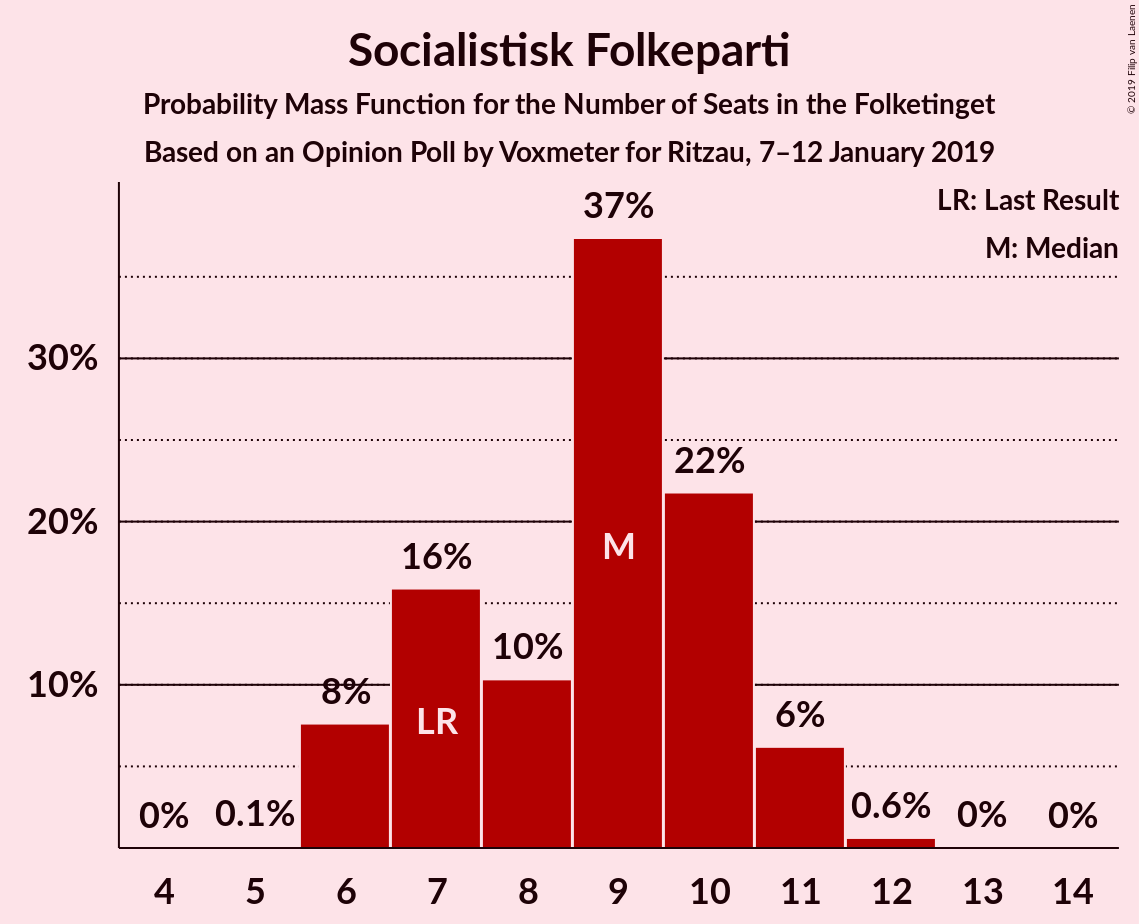 Socialistisk Folkeparti
Probability Mass Function for the Number of Seats in the Folketinget
Based on an Opinion Poll by Voxmeter for Ritzau, 7–12 January 2019
© 2019 Filip van Laenen
LR: Last Result
M: Median
37%
30%
22%
20%
16%
M
10%
10%
8%
LR
6%
0%
0.1%
0.6%
0%
0%
4 5 6 7 8 9 10 11 12 13 14